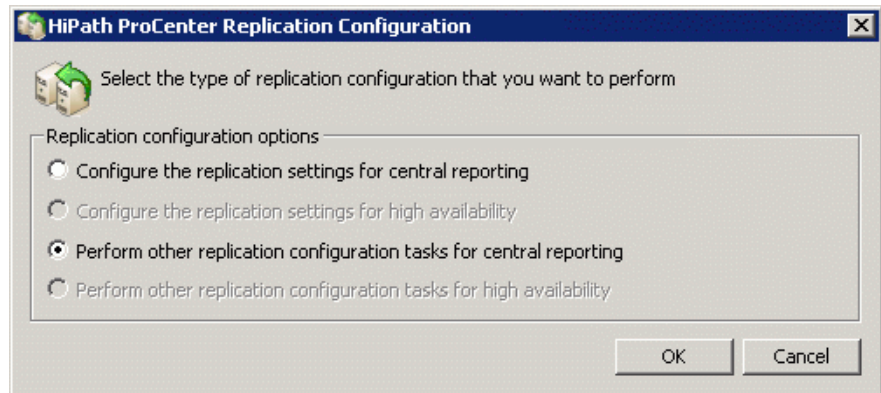 HiPath ProCenter Replication Configuration
Select the type of replication configuration that you want to perform
Replication configuration options
Configure the replication settings for central reporting
Configure the replication settings for high availability
Perform other replication configuration tasks for central reporting
Perform other replication configuration tasks for high availability
OK Cancel